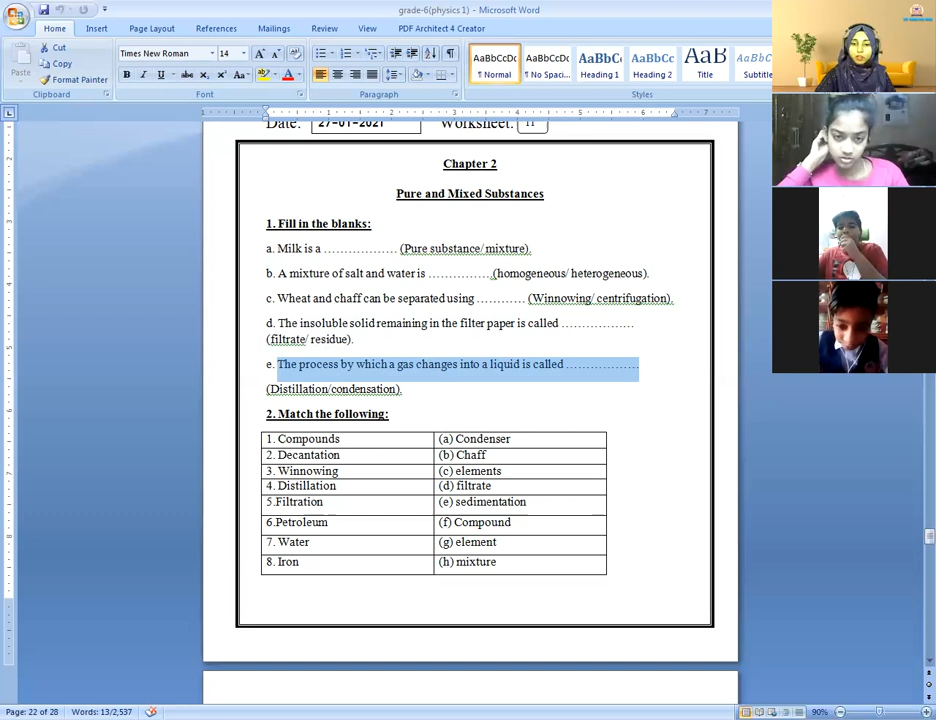 grade-6(physics 1) - Microsoft Word
Home Insert Page Layout References Mailings Review View PDF Architect 4 Creator
Cut
Copy
Format Painter
Paste
Clipboard
Times New Roman 14
Font
Paragraph
AaBbCcDc AaBbCcDc AaBbC AaBbCc AaB AaBbCc
¶ Normal ¶ No Spaci... Heading 1 Heading 2 Title Subtitle
Styles
Date: 27-01-2021 Worksheet: 11
Chapter 2
Pure and Mixed Substances
1. Fill in the blanks:
a. Milk is a ……………… (Pure substance/ mixture).
b. A mixture of salt and water is …………… (homogeneous/ heterogeneous).
c. Wheat and chaff can be separated using ………… (Winnowing/ centrifugation).
d. The insoluble solid remaining in the filter paper is called ………………
(filtrate/ residue).
e. The process by which a gas changes into a liquid is called ………………
(Distillation/condensation).
2. Match the following:
1. Compounds (a) Condenser
2. Decantation (b) Chaff
3. Winnowing (c) elements
4. Distillation (d) filtrate
5.Filtration (e) sedimentation
6.Petroleum (f) Compound
7. Water (g) element
8. Iron (h) mixture
Page: 22 of 28 Words: 13/2,537 90%